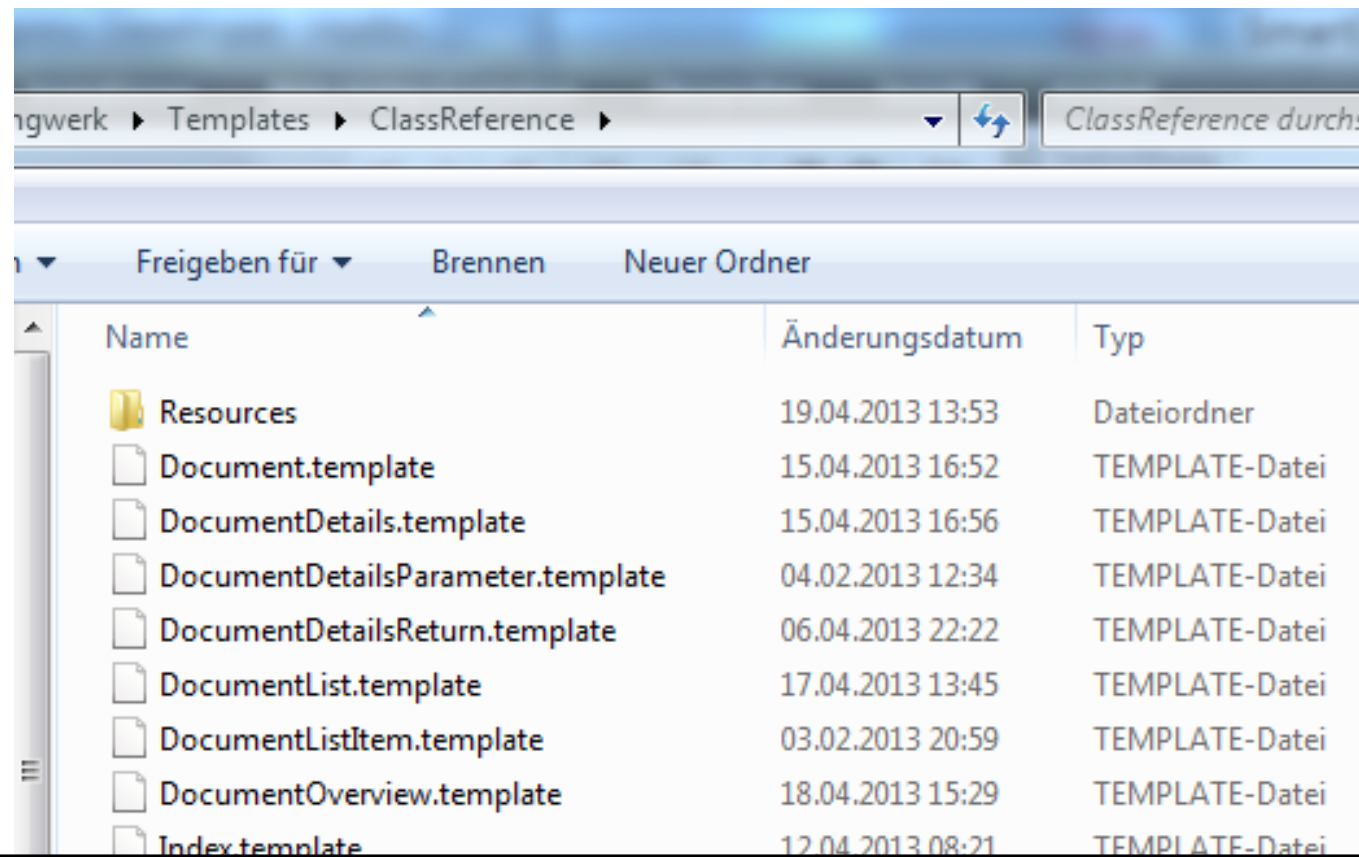 ngwerk ▸ Templates ▸ ClassReference ▸ ClassReference durchs
n Freigeben für Brennen Neuer Ordner
Name Änderungsdatum Typ
Resources 19.04.2013 13:53 Dateiordner
Document.template 15.04.2013 16:52 TEMPLATE-Datei
DocumentDetails.template 15.04.2013 16:56 TEMPLATE-Datei
DocumentDetailsParameter.template 04.02.2013 12:34 TEMPLATE-Datei
DocumentDetailsReturn.template 06.04.2013 22:22 TEMPLATE-Datei
DocumentList.template 17.04.2013 13:45 TEMPLATE-Datei
DocumentListItem.template 03.02.2013 20:59 TEMPLATE-Datei
DocumentOverview.template 18.04.2013 15:29 TEMPLATE-Datei
Index.template 12.04.2013 08:21 TEMPLATE-Datei